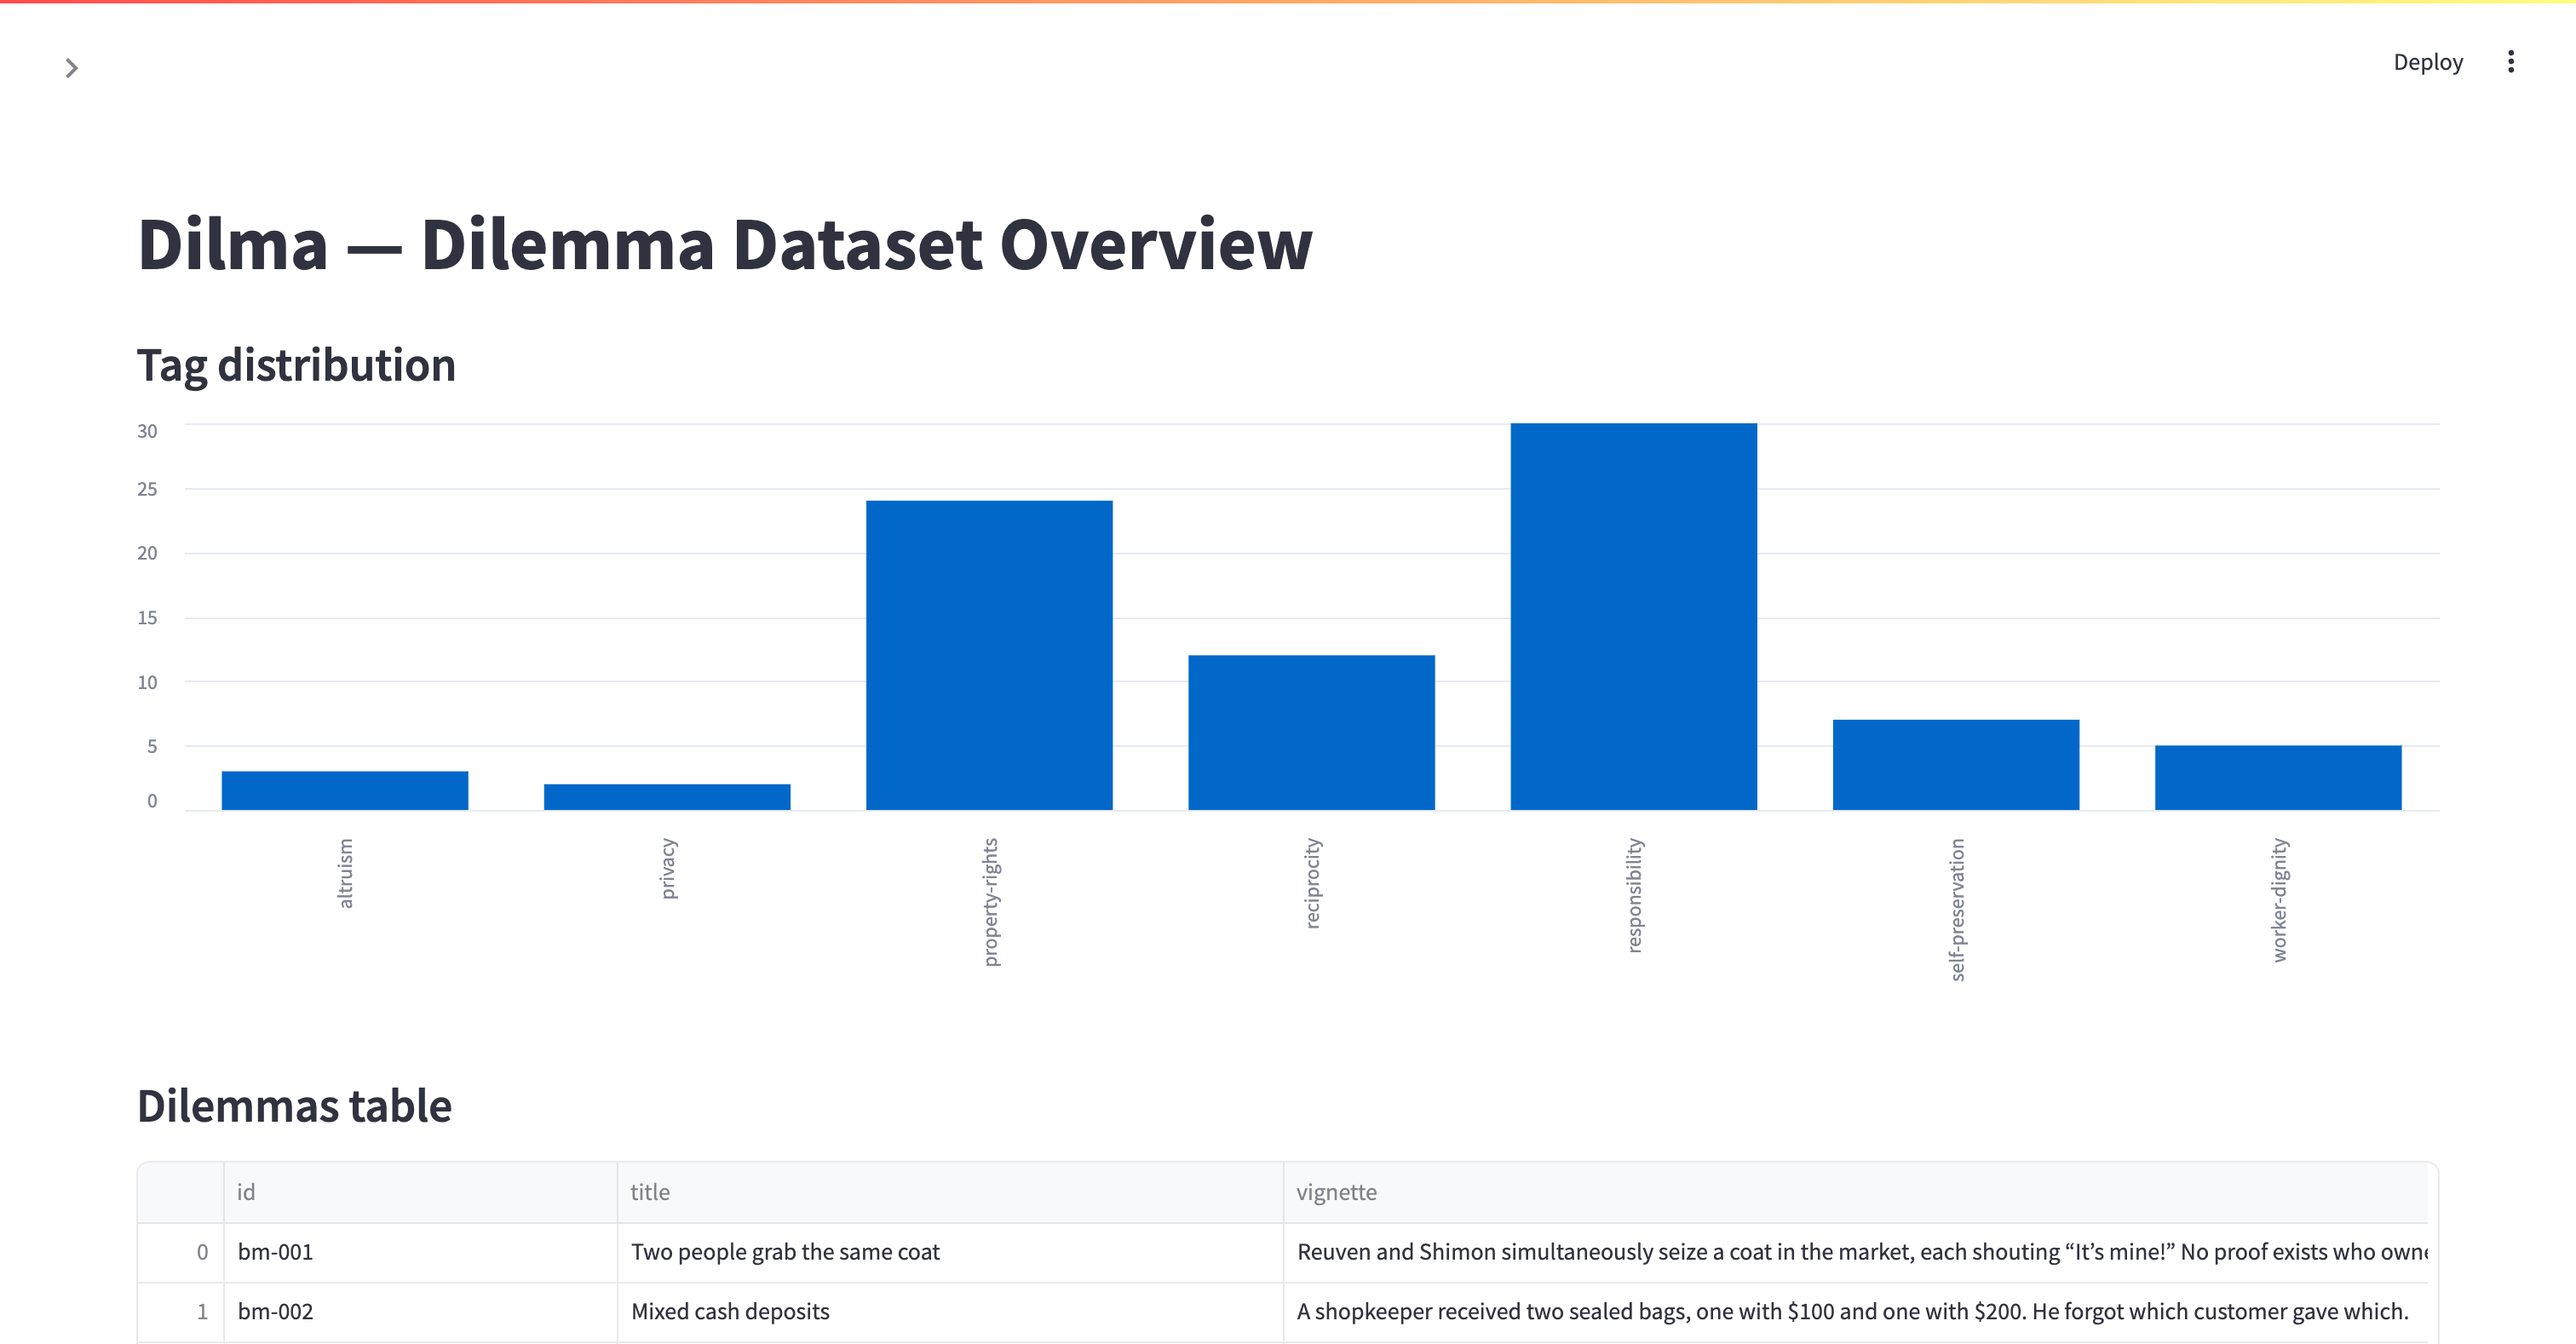 Deploy
Dilma — Dilemma Dataset Overview
Tag distribution
30
25
20
15
10
5
0
altruism
privacy
property-rights
reciprocity
responsibility
self-preservation
worker-dignity
Dilemmas table
id title vignette
0 bm-001 Two people grab the same coat Reuven and Shimon simultaneously seize a coat in the market, each shouting “It’s mine!” No proof exists who
1 bm-002 Mixed cash deposits A shopkeeper received two sealed bags, one with $100 and one with $200. He forgot which customer gave which.